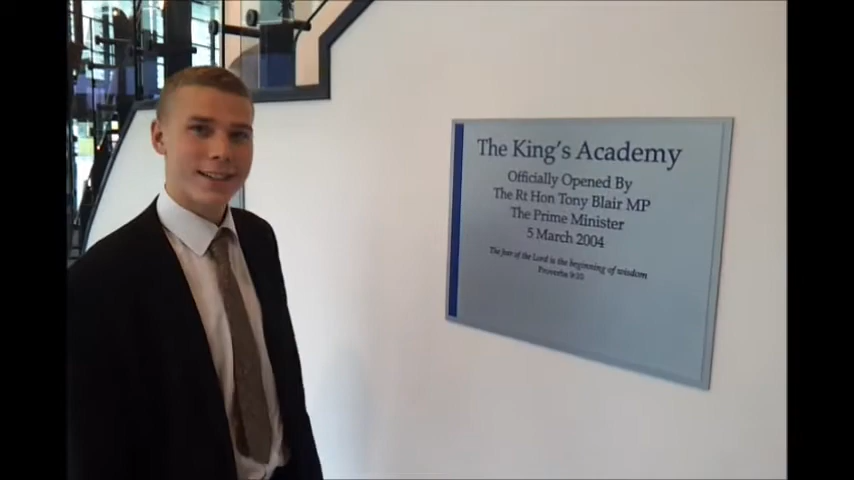 The King's Academy
Officially Opened By
The Rt Hon Tony Blair MP
The Prime Minister
5 March 2004
The fear of the Lord is the beginning of wisdom
Proverbs 9:10